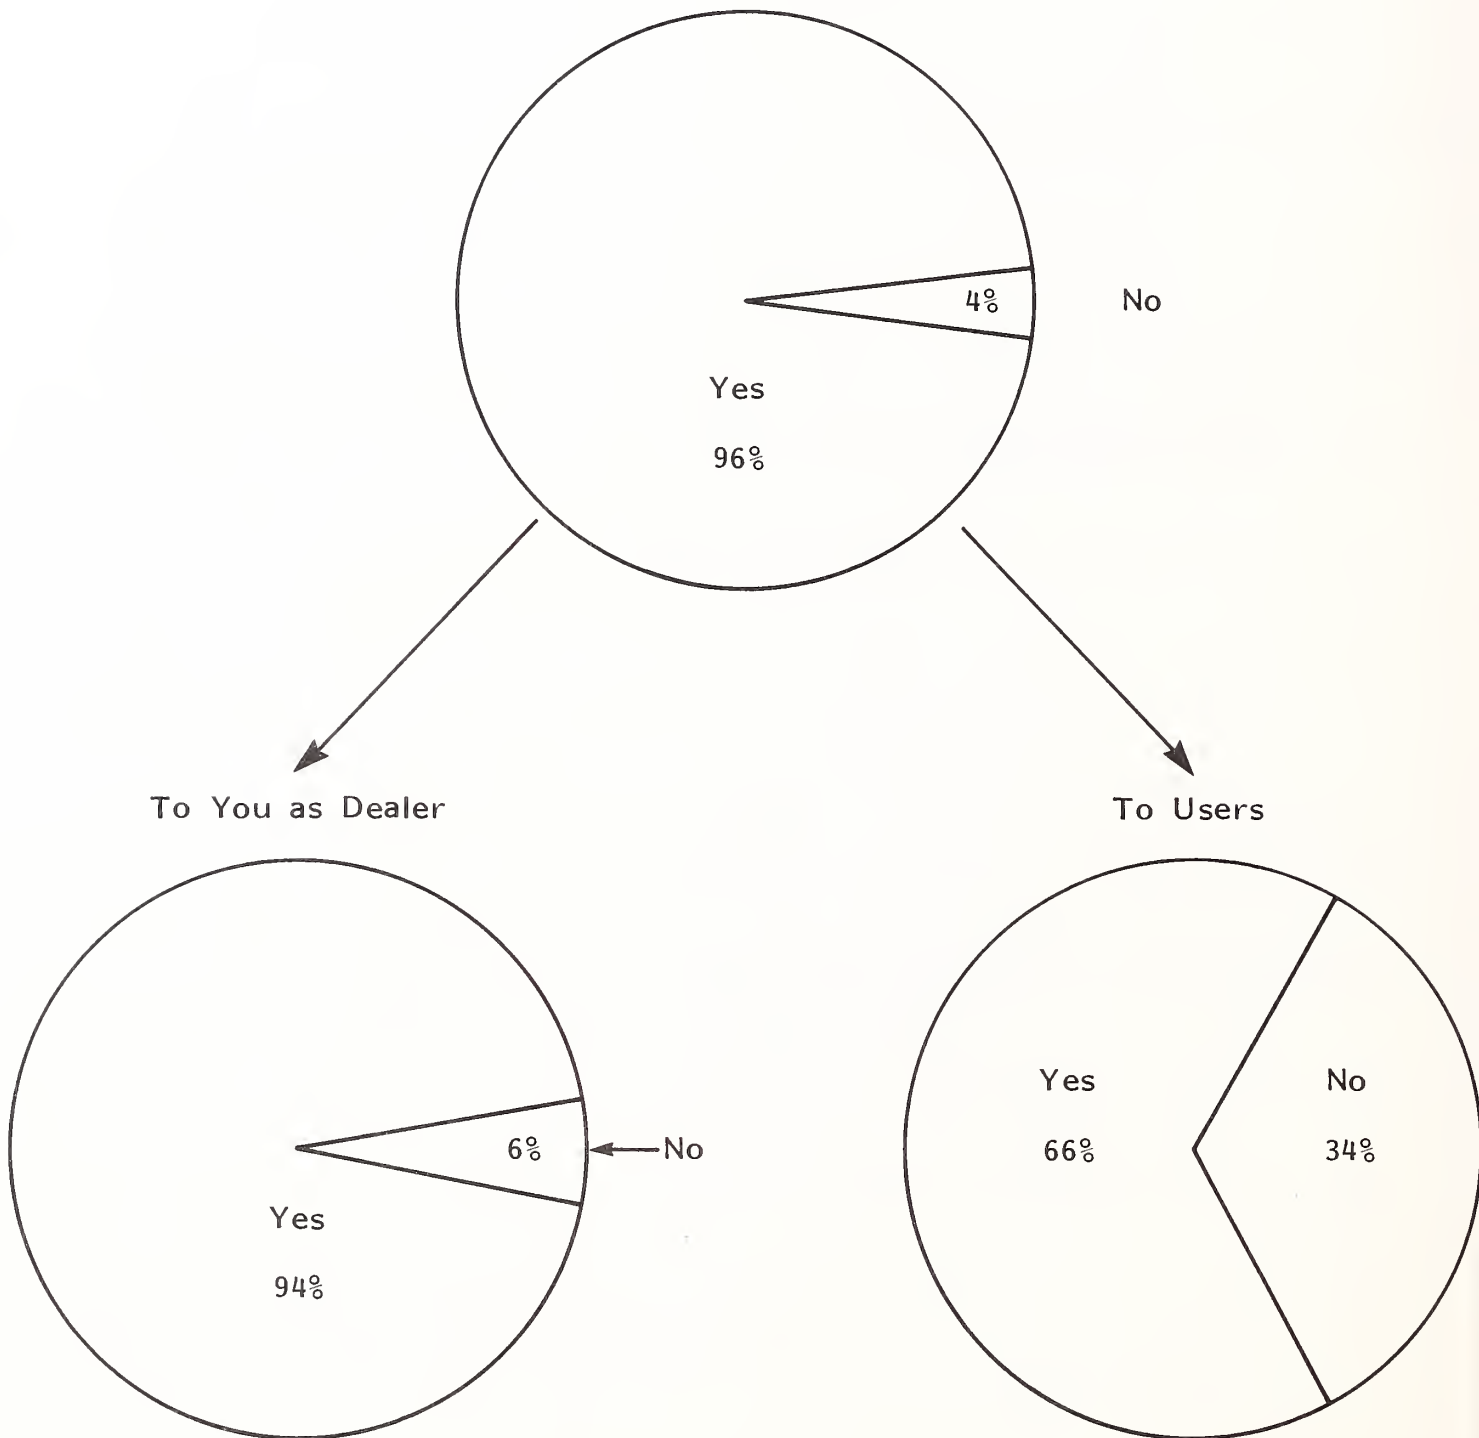 4%
No
Yes
96%
To You as Dealer
To Users
6%
No
Yes
94%
Yes
66%
No
34%